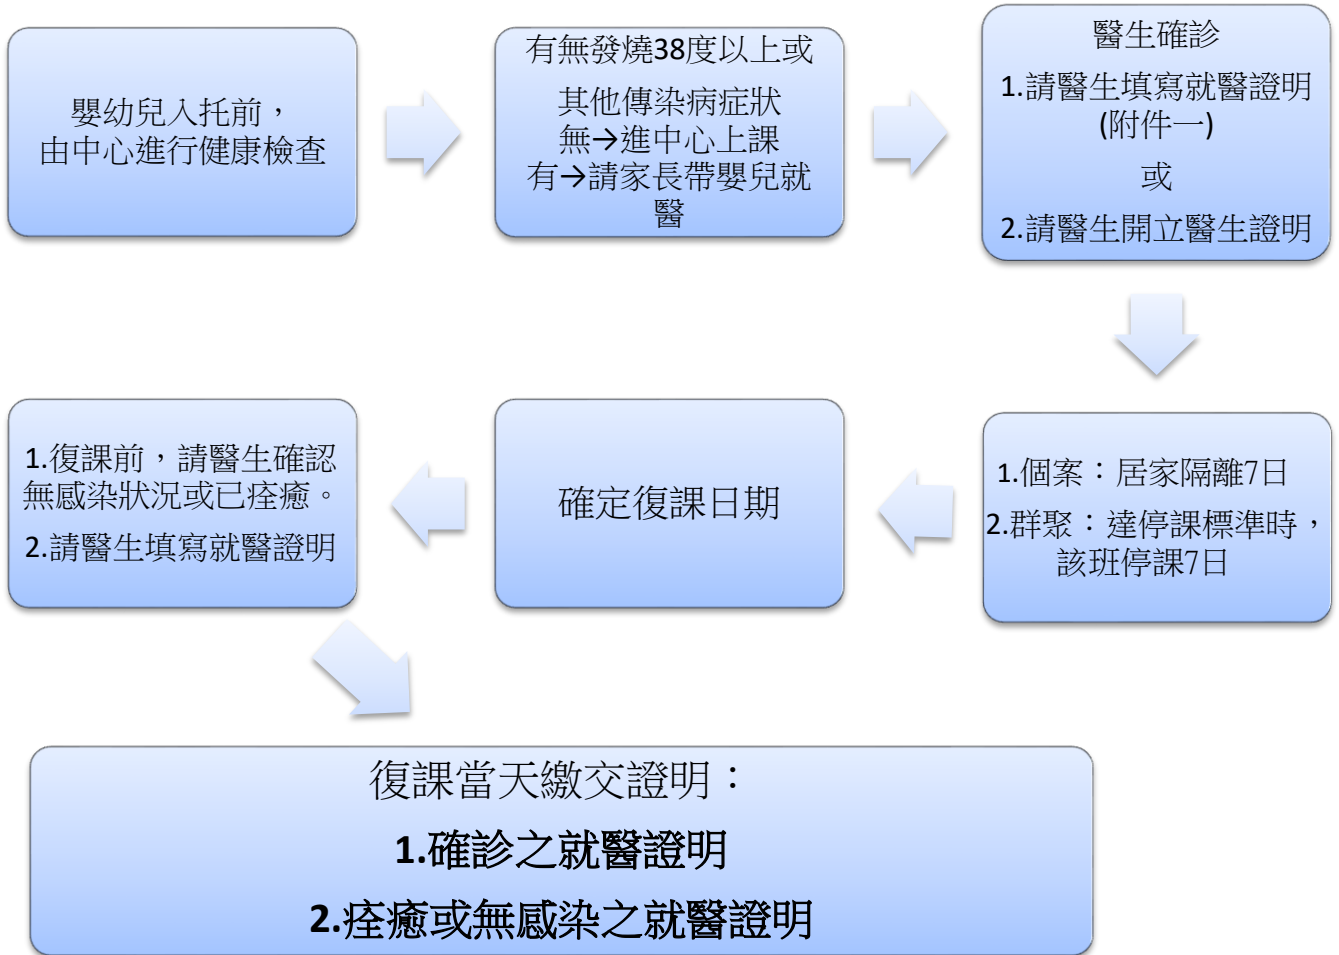 嬰幼兒入托前，
由中心進行健康檢查
有無發燒38度以上或
其他傳染病症狀
無→進中心上課
有→請家長帶嬰兒就
醫
醫生確診
1.請醫生填寫就醫證明
(附件一)
或
2.請醫生開立醫生證明
1.個案：居家隔離7日
2.群聚：達停課標準時，
該班停課7日
確定復課日期
1.復課前，請醫生確認
無感染狀況或已痊癒。
2.請醫生填寫就醫證明
復課當天繳交證明：
1.確診之就醫證明
2.痊癒或無感染之就醫證明